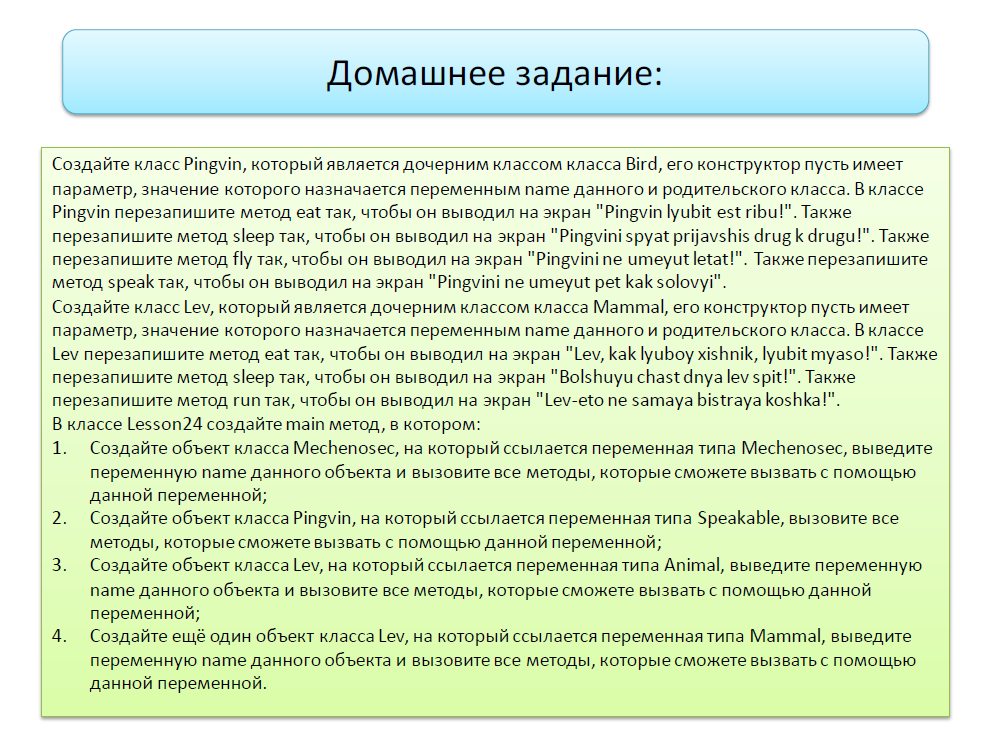 Домашнее задание:
Создайте класс Pingvin, который является дочерним классом класса Bird, его конструктор пусть имеет
параметр, значение которого назначается переменным name данного и родительского класса. В классе
Pingvin перезапишите метод eat так, чтобы он выводил на экран "Pingvin lyubit est ribu!". Также
перезапишите метод sleep так, чтобы он выводил на экран "Pingvini spyat prijavshis drug k drugu!". Также
перезапишите метод fly так, чтобы он выводил на экран "Pingvini ne umeyut letat!". Также перезапишите
метод speak так, чтобы он выводил на экран "Pingvini ne umeyut pet kak solovyi".
Создайте класс Lev, который является дочерним классом класса Mammal, его конструктор пусть имеет
параметр, значение которого назначается переменным name данного и родительского класса. В классе
Lev перезапишите метод eat так, чтобы он выводил на экран "Lev, kak lyuboy xishnik, lyubit myaso!". Также
перезапишите метод sleep так, чтобы он выводил на экран "Bolshuyu chast dnya lev spit!". Также
перезапишите метод run так, чтобы он выводил на экран "Lev-eto ne samaya bistraya koshka!".
В классе Lesson24 создайте main метод, в котором:
1. Создайте объект класса Mechenosec, на который ссылается переменная типа Mechenosec, выведите
переменную name данного объекта и вызовите все методы, которые сможете вызвать с помощью
данной переменной;
2. Создайте объект класса Pingvin, на который ссылается переменная типа Speakable, вызовите все
методы, которые сможете вызвать с помощью данной переменной;
3. Создайте объект класса Lev, на который ссылается переменная типа Animal, выведите переменную
name данного объекта и вызовите все методы, которые сможете вызвать с помощью данной
переменной;
4. Создайте ещё один объект класса Lev, на который ссылается переменная типа Mammal, выведите
переменную name данного объекта и вызовите все методы, которые сможете вызвать с помощью
данной переменной.